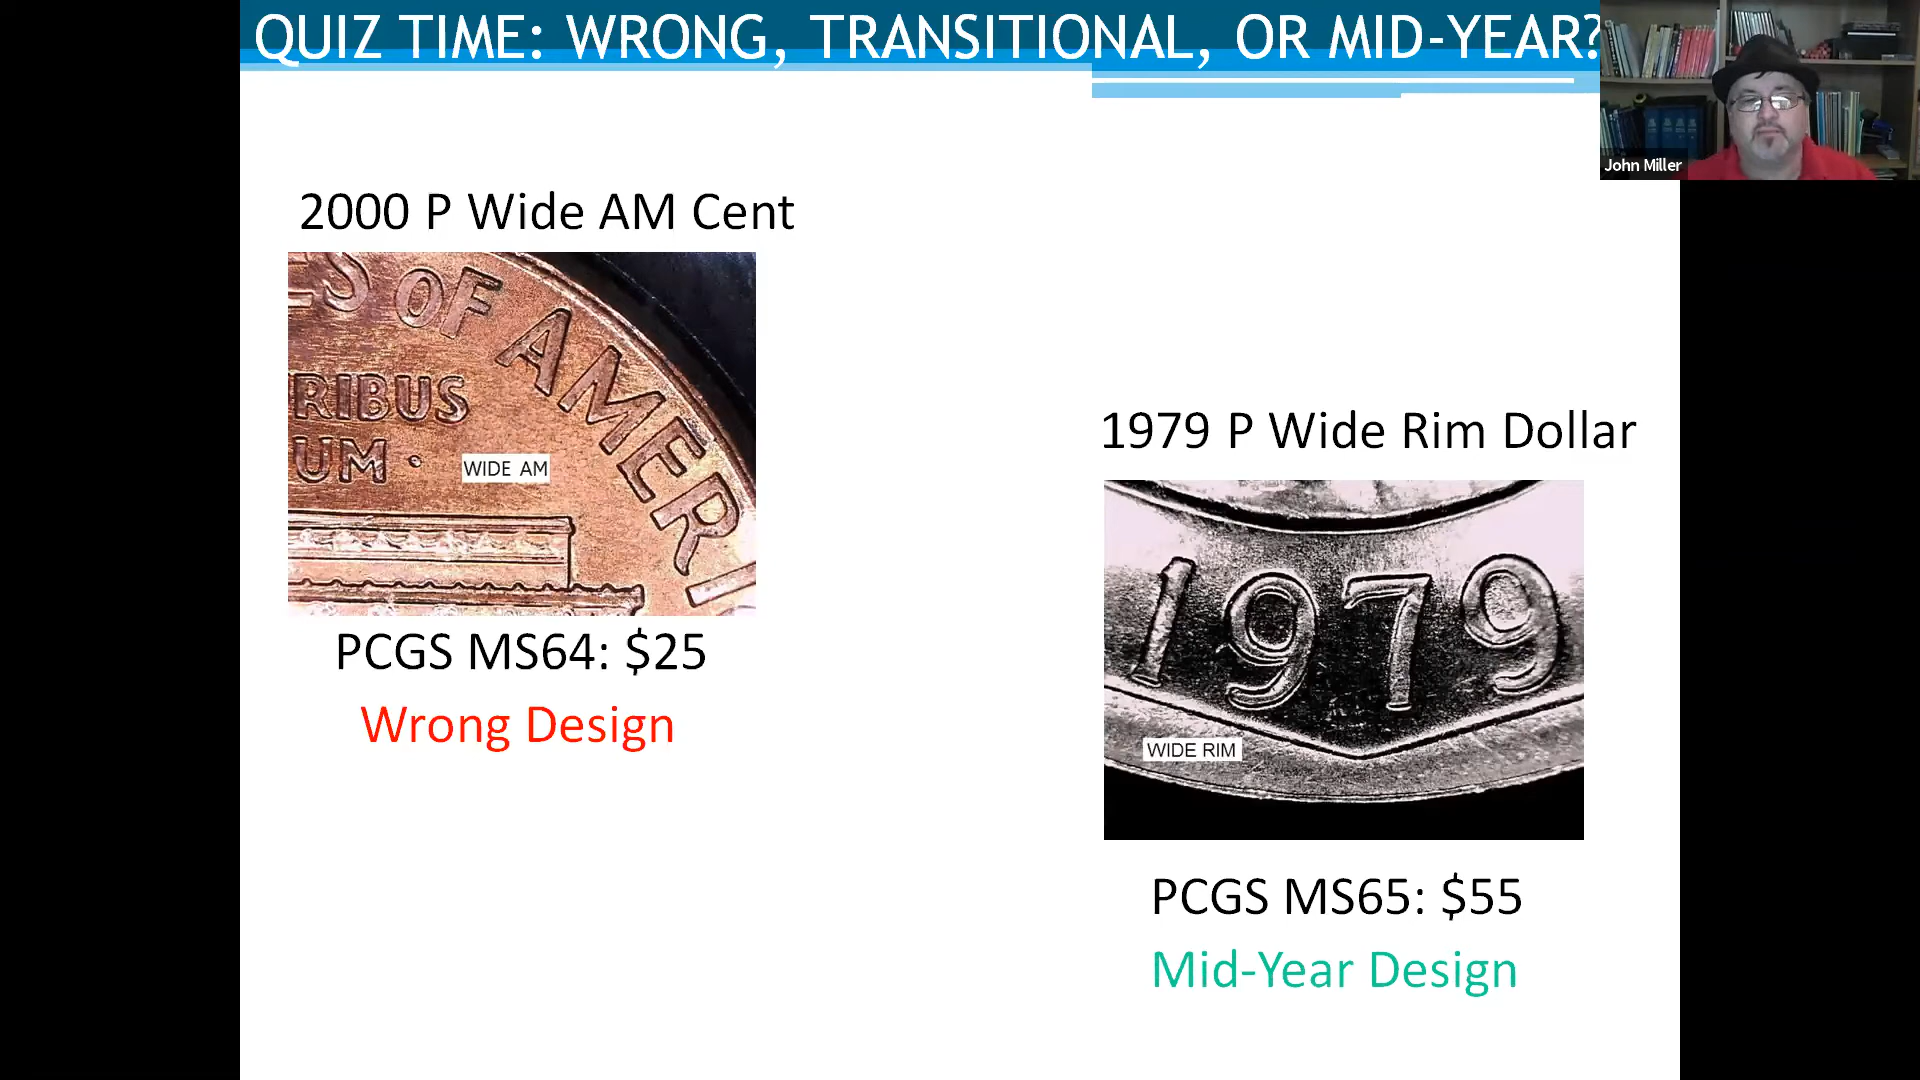 QUIZ TIME: WRONG, TRANSITIONAL, OR MID-YEAR?
John Miller
2000 P Wide AM Cent
ES OF AMERI
RIBUS
UM ·
WIDE AM
PCGS MS64: $25
Wrong Design
1979 P Wide Rim Dollar
1979
WIDE RIM
PCGS MS65: $55
Mid-Year Design